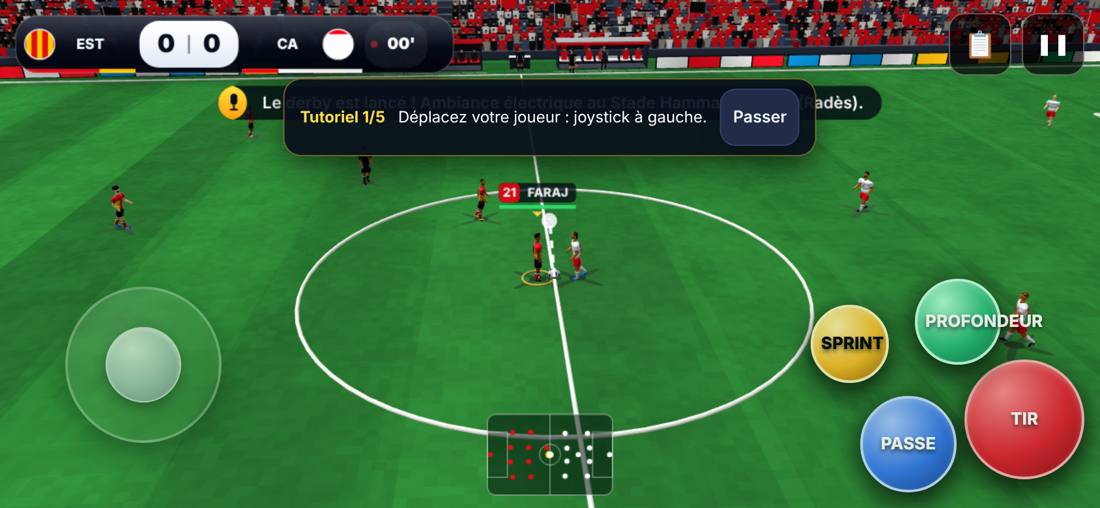 EST
0 | 0
CA
00'
Le derby est lancé ! Ambiance électrique au Stade Hamma (Radès).
Tutoriel 1/5 Déplacez votre joueur : joystick à gauche.
Passer
21 FARAJ
PROFONDEUR
SPRINT
TIR
PASSE